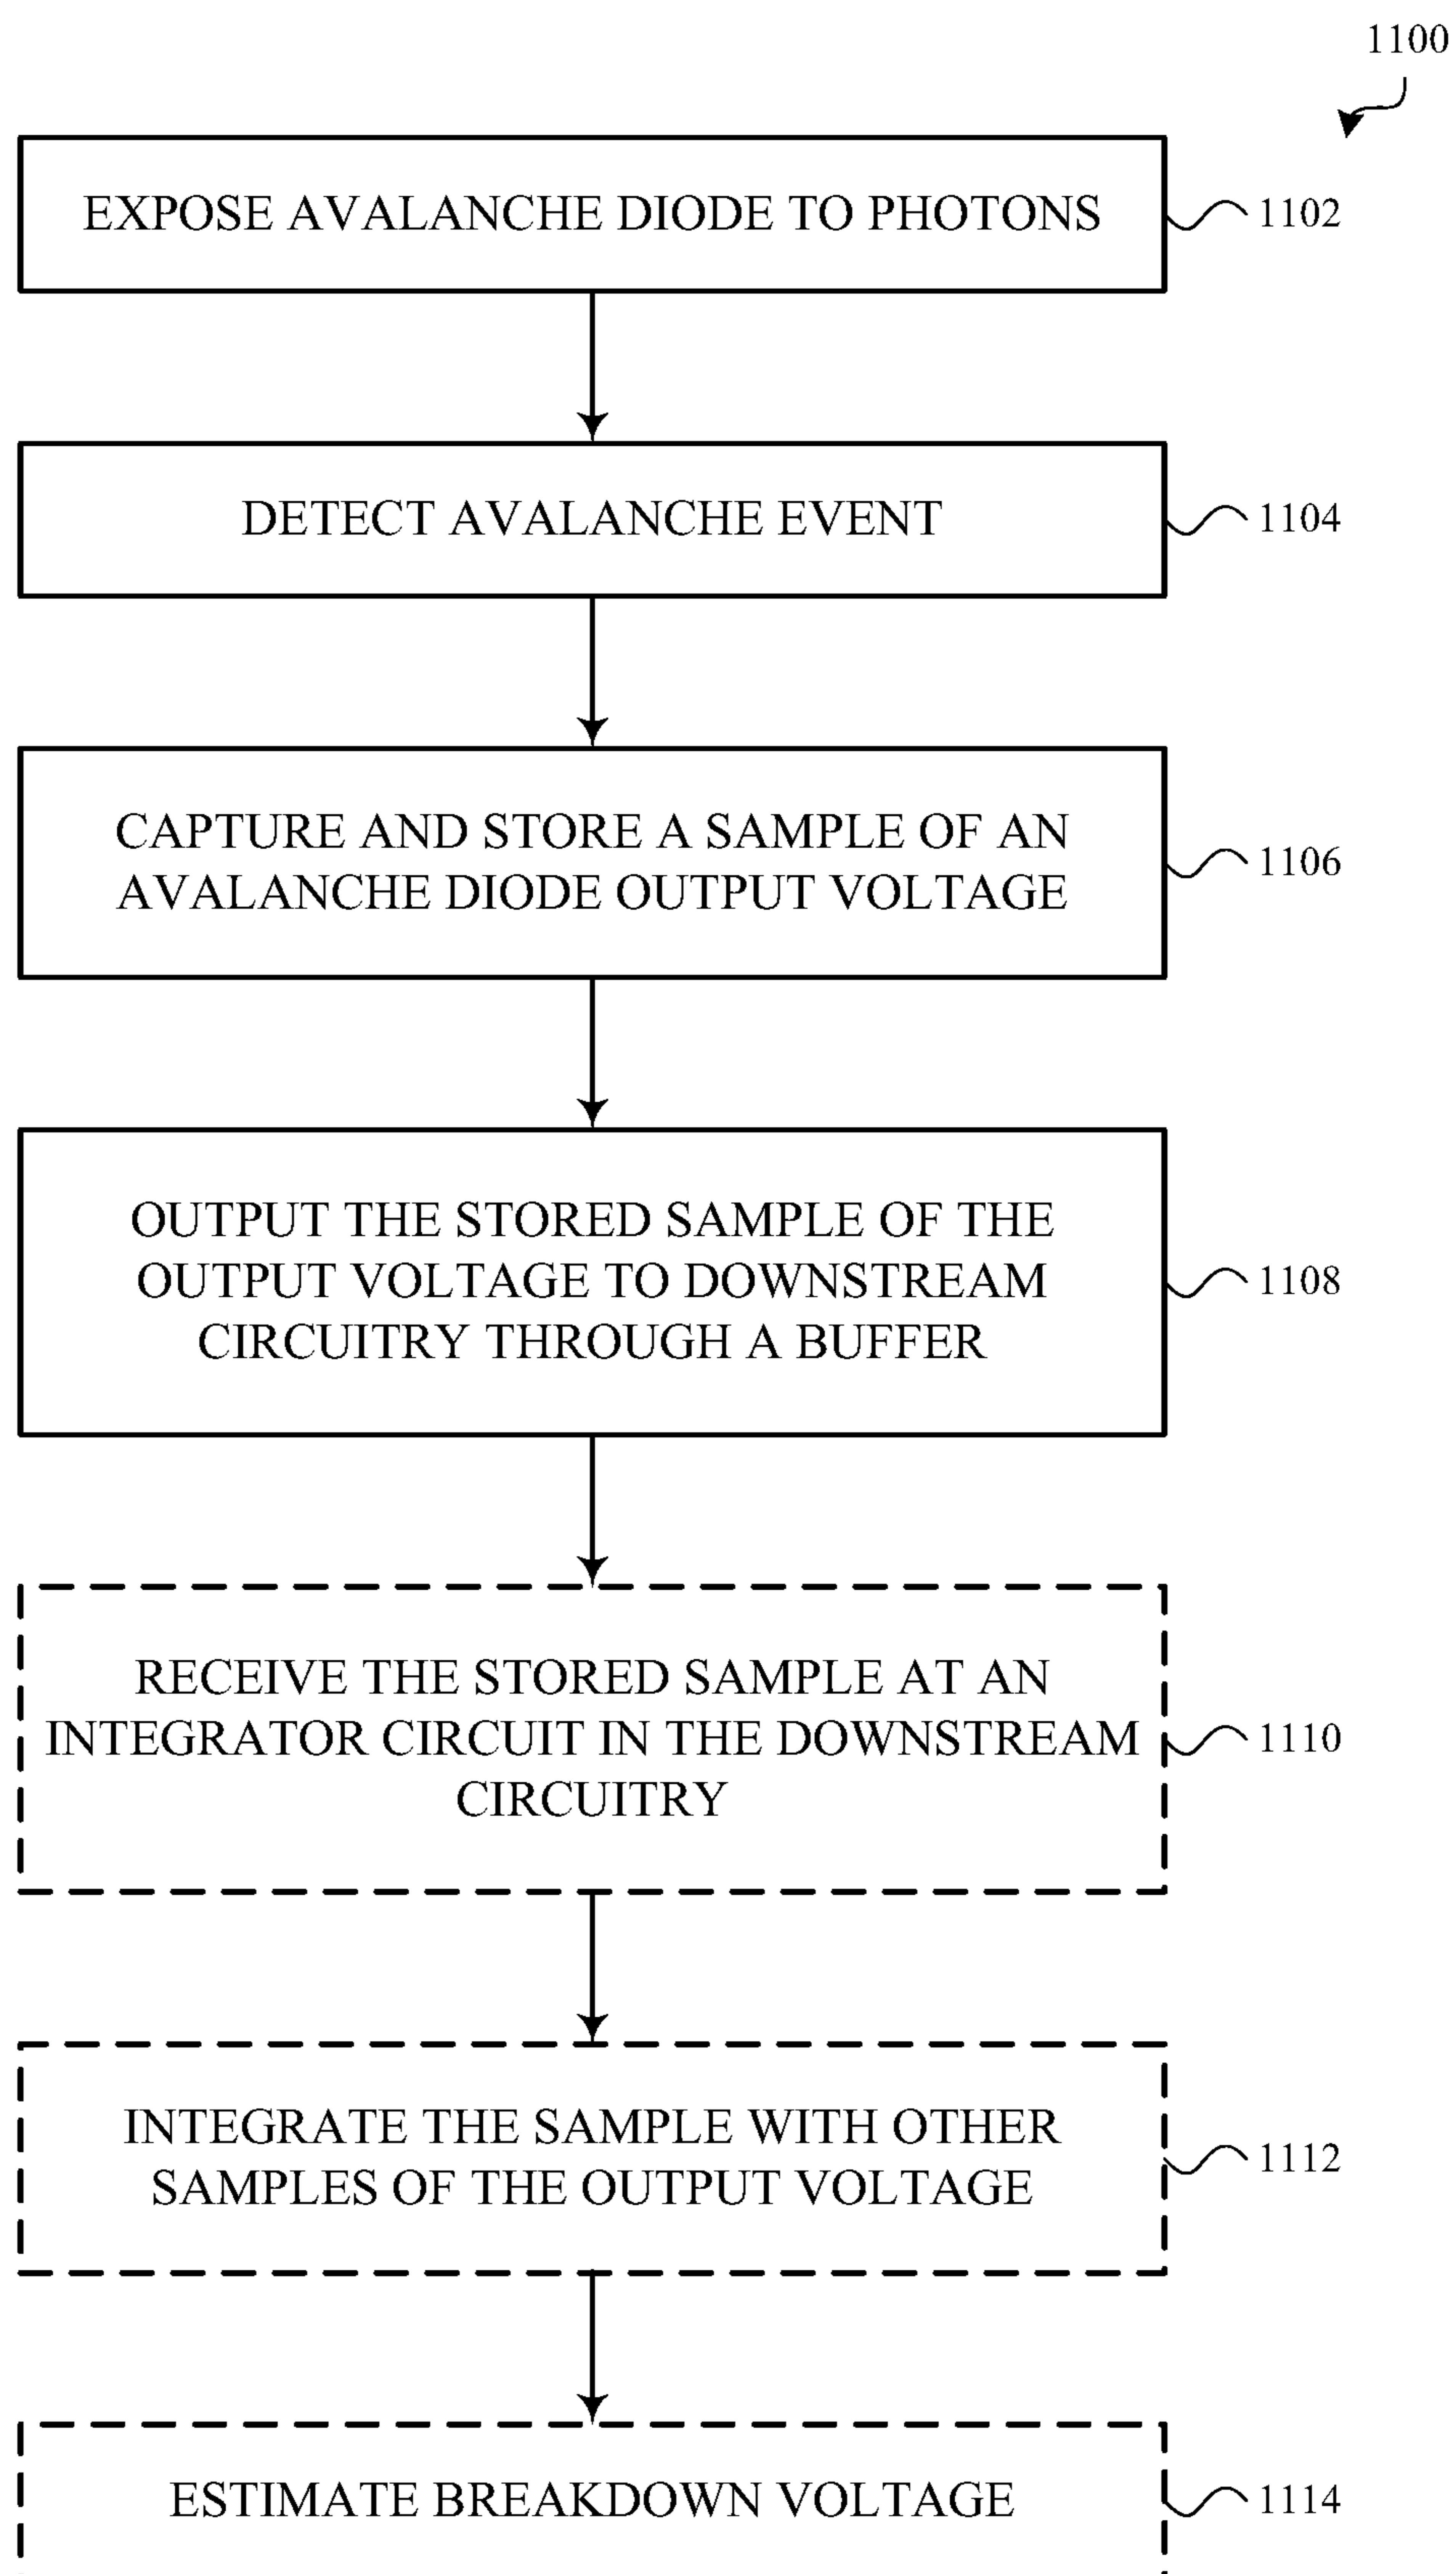 1100
EXPOSE AVALANCHE DIODE TO PHOTONS
1102
DETECT AVALANCHE EVENT
1104
CAPTURE AND STORE A SAMPLE OF AN
AVALANCHE DIODE OUTPUT VOLTAGE
1106
OUTPUT THE STORED SAMPLE OF THE
OUTPUT VOLTAGE TO DOWNSTREAM
CIRCUITRY THROUGH A BUFFER
1108
RECEIVE THE STORED SAMPLE AT AN
INTEGRATOR CIRCUIT IN THE DOWNSTREAM
CIRCUITRY
1110
INTEGRATE THE SAMPLE WITH OTHER
SAMPLES OF THE OUTPUT VOLTAGE
1112
ESTIMATE BREAKDOWN VOLTAGE
1114